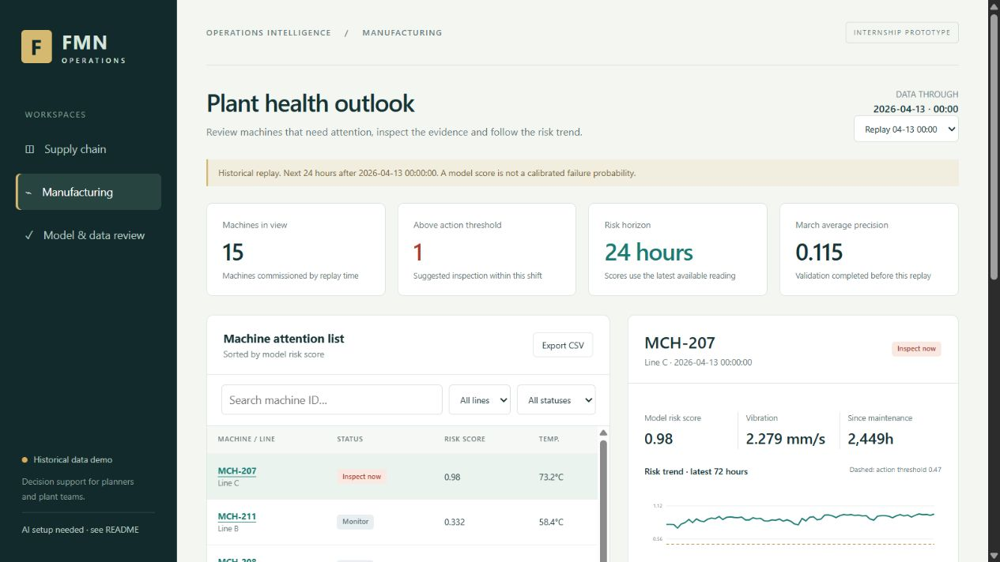 F
FMN
OPERATIONS
WORKSPACES
Supply chain
Manufacturing
Model & data review
Historical data demo
Decision support for planners
and plant teams.
AI setup needed · see README
OPERATIONS INTELLIGENCE / MANUFACTURING
INTERNSHIP PROTOTYPE
Plant health outlook
Review machines that need attention, inspect the evidence and follow the risk trend.
DATA THROUGH
2026-04-13 · 00:00
Replay 04-13 00:00
Historical replay. Next 24 hours after 2026-04-13 00:00:00. A model score is not a calibrated failure probability.
Machines in view
15
Machines commissioned by replay time
Above action threshold
1
Suggested inspection within this shift
Risk horizon
24 hours
Scores use the latest available reading
March average precision
0.115
Validation completed before this replay
Machine attention list
Sorted by model risk score
Export CSV
Search machine ID...
All lines
All statuses
MACHINE / LINE STATUS RISK SCORE TEMP.
MCH-207 Inspect now 0.98 73.2°C
Line C
MCH-211 Monitor 0.332 58.4°C
Line B
MCH-208
MCH-207
Inspect now
Line C · 2026-04-13 00:00:00
Model risk score
0.98
Vibration
2.279 mm/s
Since maintenance
2,449h
Risk trend · latest 72 hours
Dashed: action threshold 0.47
1.12
0.56